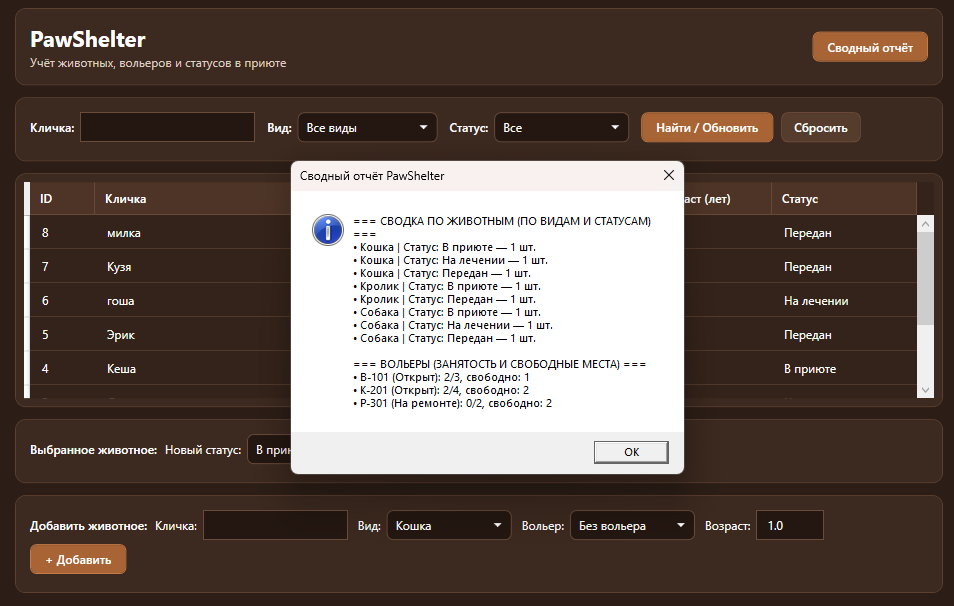 PawShelter
Учёт животных, вольеров и статусов в приюте
Сводный отчёт
Кличка: Вид: Все виды Статус: Все Найти / Обновить Сбросить
Сводный отчёт PawShelter
=== СВОДКА ПО ЖИВОТНЫМ (ПО ВИДАМ И СТАТУСАМ)
===
• Кошка | Статус: В приюте — 1 шт.
• Кошка | Статус: На лечении — 1 шт.
• Кошка | Статус: Передан — 1 шт.
• Кролик | Статус: В приюте — 1 шт.
• Кролик | Статус: Передан — 1 шт.
• Собака | Статус: В приюте — 1 шт.
• Собака | Статус: На лечении — 1 шт.
• Собака | Статус: Передан — 1 шт.
=== ВОЛЬЕРЫ (ЗАНЯТОСТЬ И СВОБОДНЫЕ МЕСТА) ===
• В-101 (Открыт): 2/3, свободно: 1
• К-201 (Открыт): 2/4, свободно: 2
• Р-301 (На ремонте): 0/2, свободно: 2
OK
ID Кличка аст (лет) Статус
8 милка Передан
7 Кузя Передан
6 гоша На лечении
5 Эрик Передан
4 Кеша В приюте
Выбранное животное: Новый статус: В при
Добавить животное: Кличка: Вид: Кошка Вольер: Без вольера Возраст: 1.0
+ Добавить